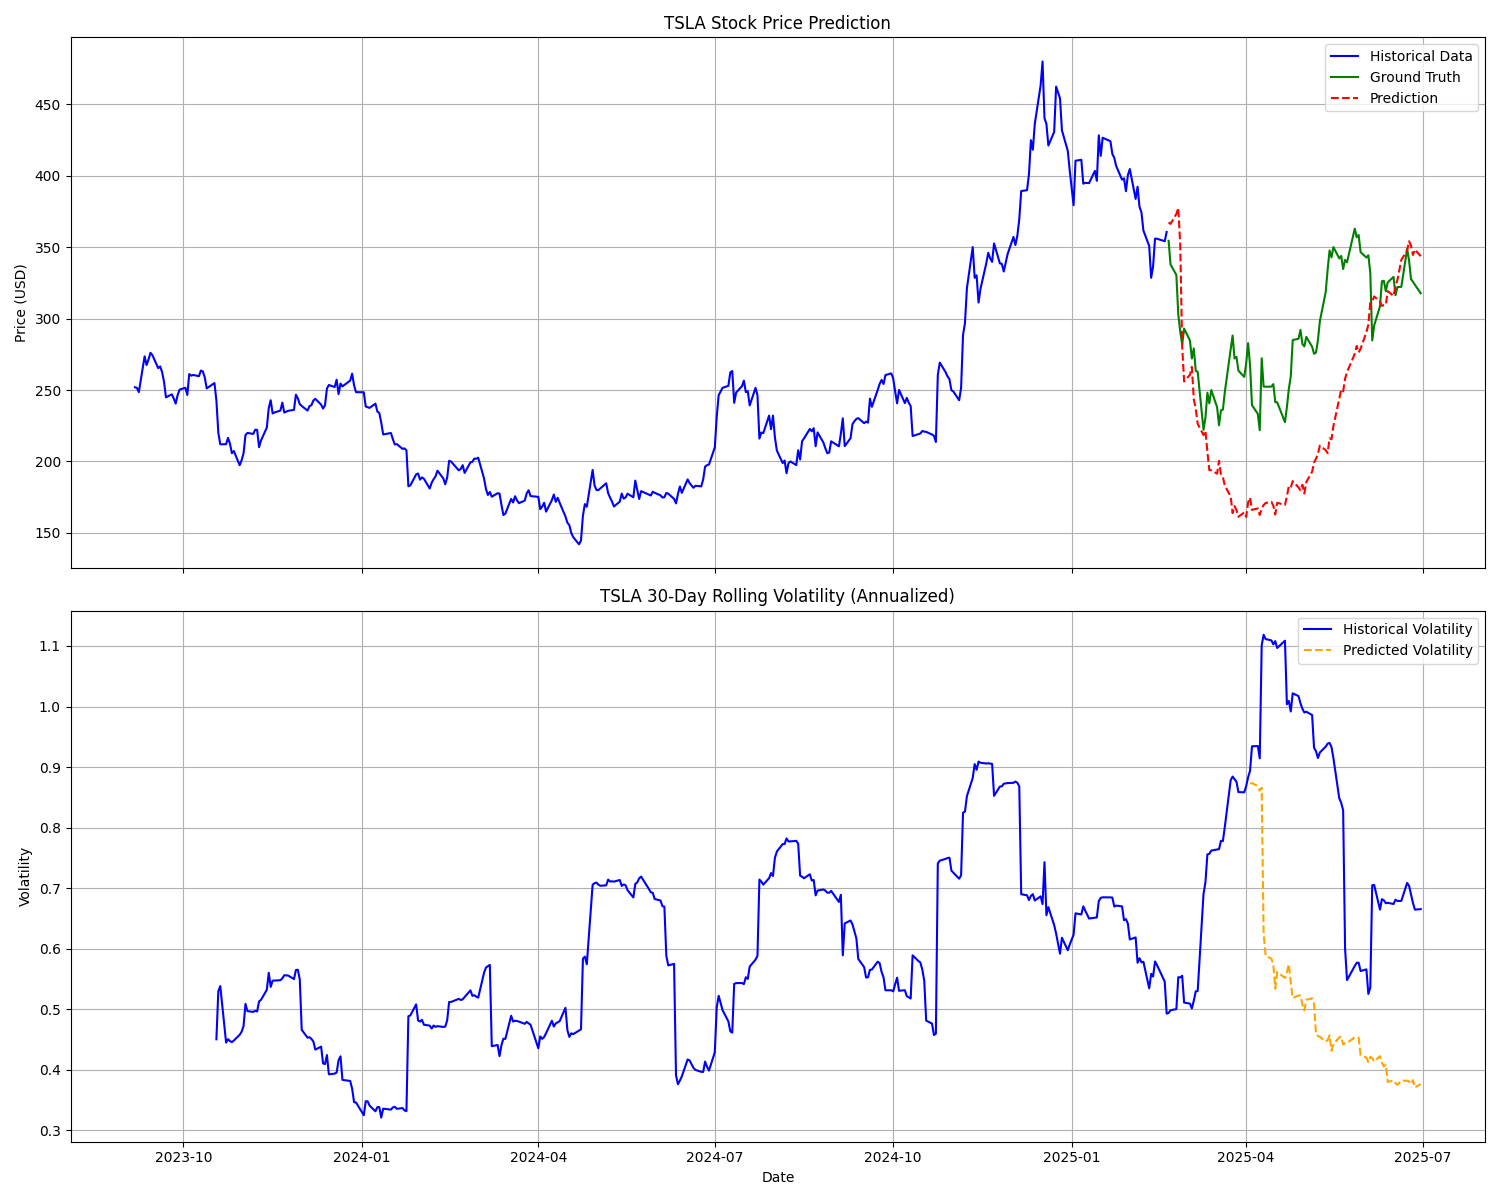 TSLA Stock Price Prediction
Historical Data
Ground Truth
Prediction
Price (USD)
450
400
350
300
250
200
150
TSLA 30-Day Rolling Volatility (Annualized)
Historical Volatility
Predicted Volatility
Volatility
1.1
1.0
0.9
0.8
0.7
0.6
0.5
0.4
0.3
2023-10
2024-01
2024-04
2024-07
2024-10
2025-01
2025-04
2025-07
Date